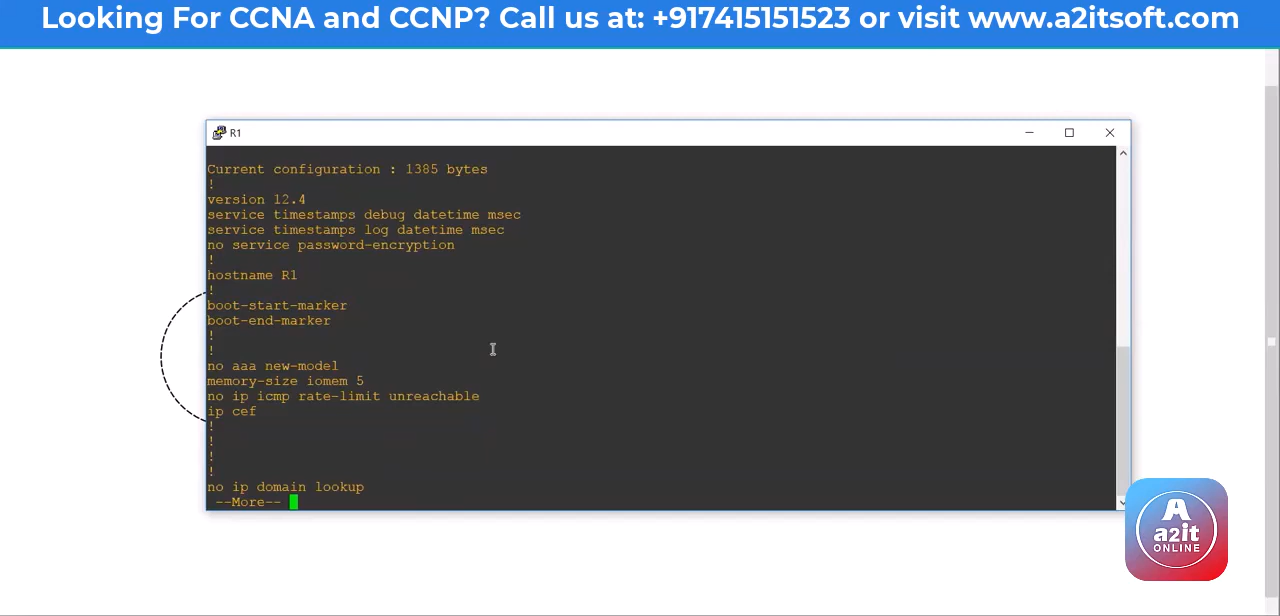 Looking For CCNA and CCNP? Call us at: +917415151523 or visit www.a2itsoft.com
R1
Current configuration : 1385 bytes
!
version 12.4
service timestamps debug datetime msec
service timestamps log datetime msec
no service password-encryption
!
hostname R1
!
boot-start-marker
boot-end-marker
!
!
no aaa new-model
memory-size iomem 5
no ip icmp rate-limit unreachable
ip cef
!
!
!
!
no ip domain lookup
--More--
A
a2it
ONLINE